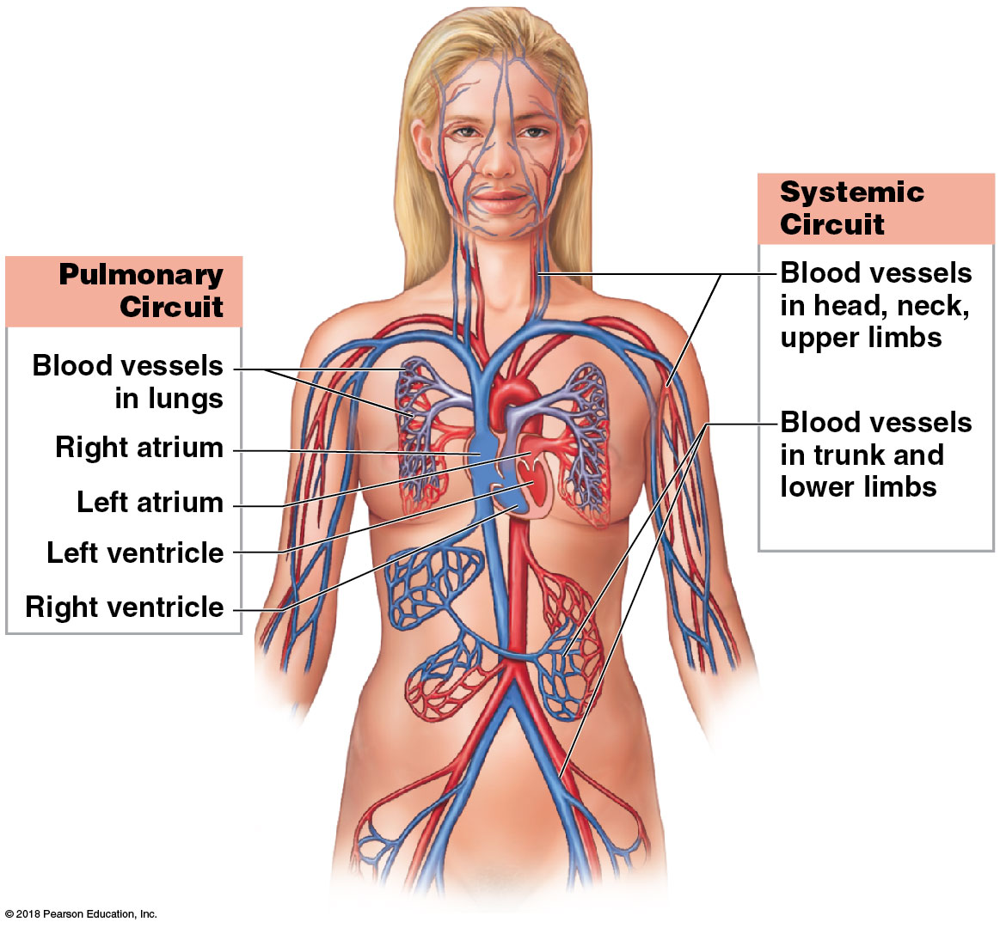 Pulmonary
Circuit
Blood vessels
in lungs
Right atrium
Left atrium
Left ventricle
Right ventricle
Systemic
Circuit
Blood vessels
in head, neck,
upper limbs
Blood vessels
in trunk and
lower limbs
© 2018 Pearson Education, Inc.